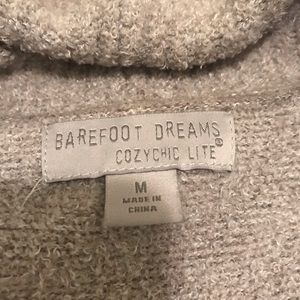 BAREFOOT DREAMS
COZYCHIC LITE®
M
MADE IN
CHINA